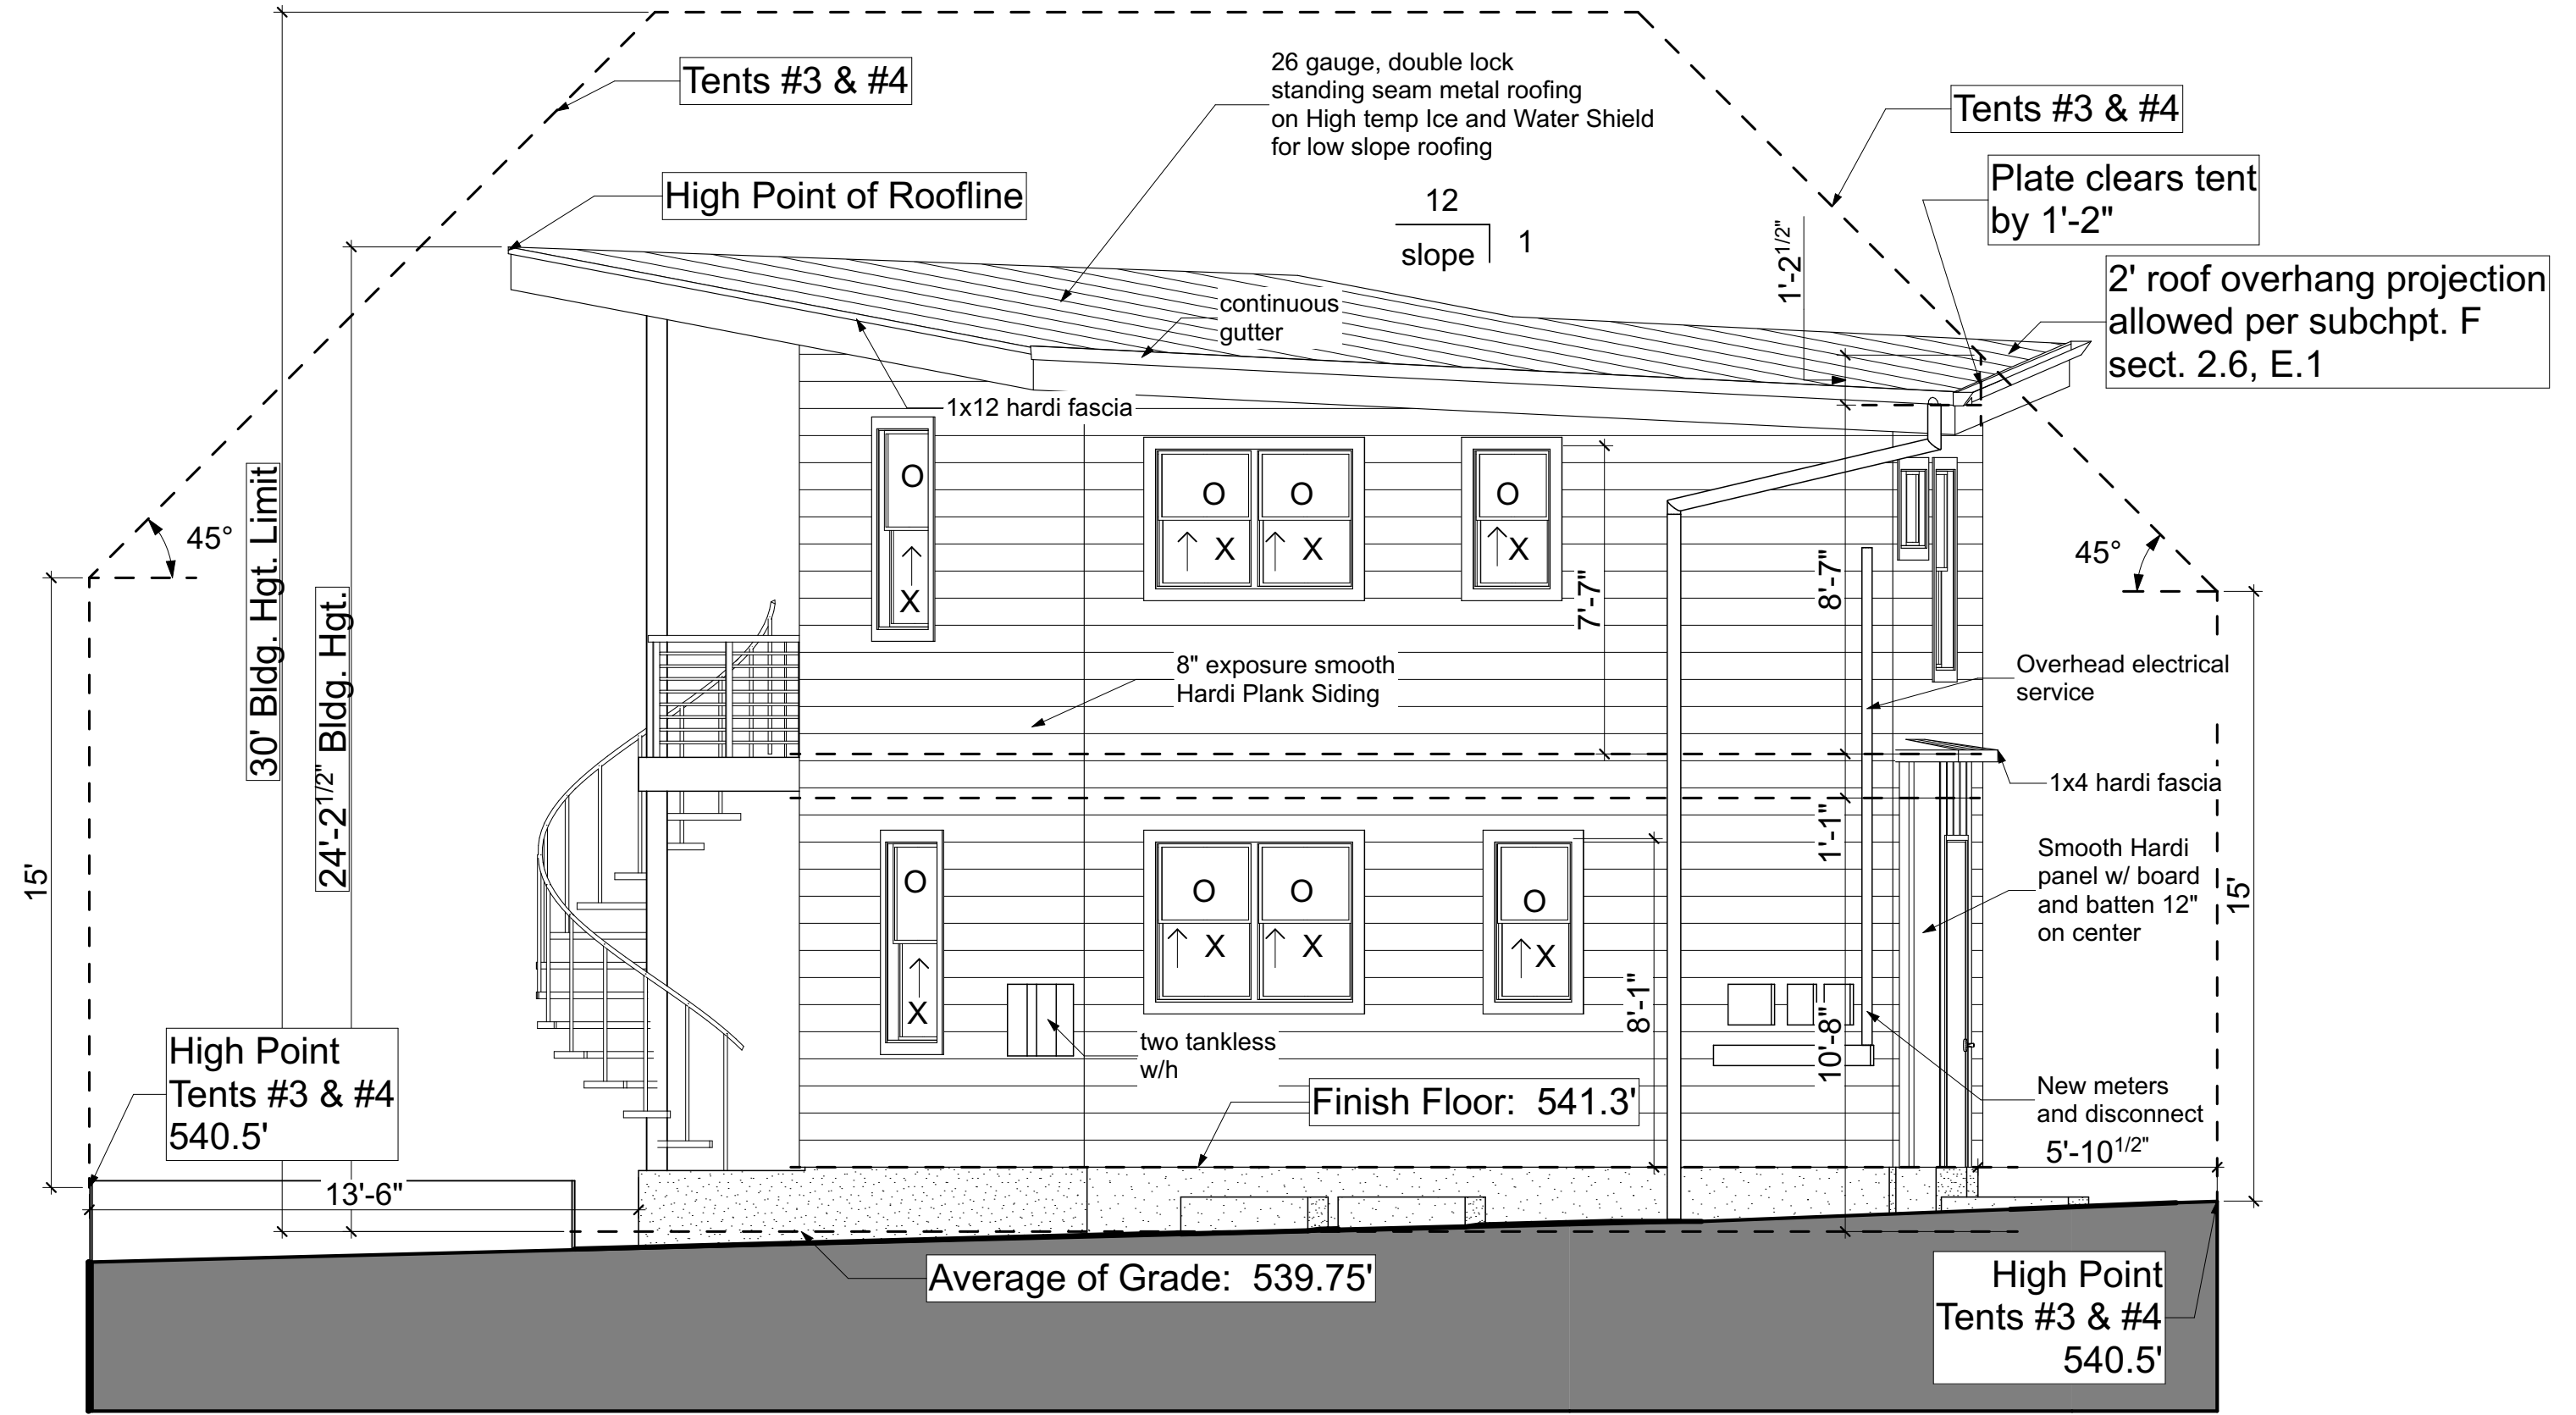 Tents #3 & #4
26 gauge, double lock
standing seam metal roofing
on High temp Ice and Water Shield
for low slope roofing
Tents #3 & #4
High Point of Roofline
12
slope
1
Plate clears tent
by 1'-2"
1'-2 1/2"
2' roof overhang projection
allowed per subchpt. F
sect. 2.6, E.1
continuous
gutter
1x12 hardi fascia
45°
45°
30' Bldg. Hgt. Limit
24'-2 1/2" Bldg. Hgt.
O
O
O
O
X
X
X
X
7'-7"
8'-7"
8" exposure smooth
Hardi Plank Siding
Overhead electrical
service
1x4 hardi fascia
1'-1"
15'
15'
Smooth Hardi
panel w/ board
and batten 12"
on center
O
O
O
O
X
X
X
X
8'-1"
10'-8"
two tankless
w/h
New meters
and disconnect
5'-10 1/2"
High Point
Tents #3 & #4
540.5'
Finish Floor: 541.3'
13'-6"
Average of Grade: 539.75'
High Point
Tents #3 & #4
540.5'